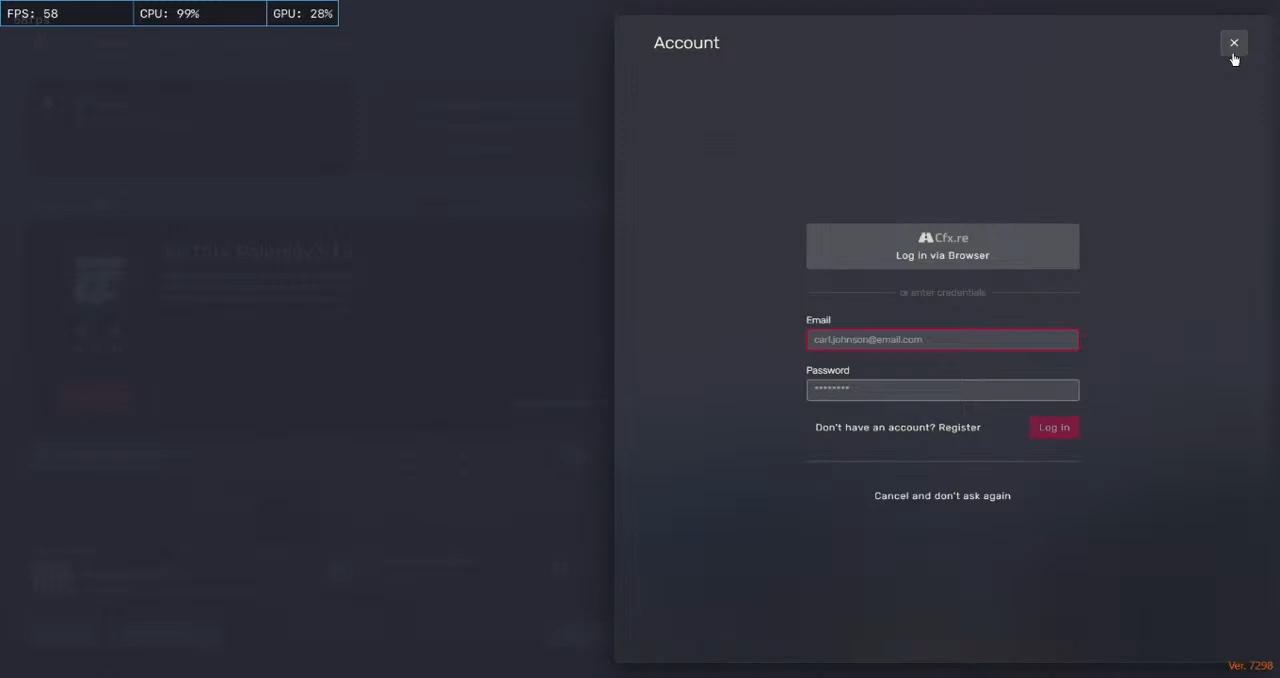 FPS: 58 CPU: 99% GPU: 28%
Account
Cfx.re
Log in via Browser
or enter credentials
Email
carl.johnson@email.com
Password
********
Don't have an account? Register
Log in
Cancel and don't ask again
Ver. 7298